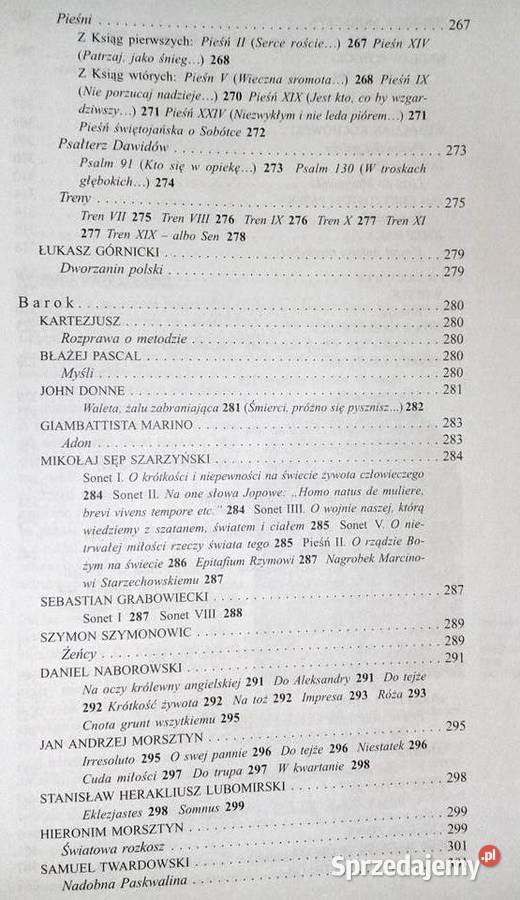 Pieśni ........ 267
Z Ksiąg pierwszych: Pieśń II (Serce roście...) 267 Pieśń XIV
(Patrzaj, jako śnieg...) 268
Z Ksiąg wtórych: Pieśń V (Wieczna sromota...) 268 Pieśń IX
(Nie porzucaj nadzieje...) 270 Pieśń XIX (Jest kto, co by wzgar-
dziwszy...) 271 Pieśń XXIV (Niezwykłym i nie leda piórem...) 271
Pieśń świętojańska o Sobótce 272
Psałterz Dawidów ........ 273
Psalm 91 (Kto się w opiekę...) 273 Psalm 130 (W troskach
głębokich...) 274
Treny ........ 275
Tren VII 275 Tren VIII 276 Tren IX 276 Tren X 277 Tren XI
277 Tren XIX – albo Sen 278
ŁUKASZ GÓRNICKI ........ 279
Dworzanin polski ........ 279
Barok ........ 280
KARTEZJUSZ ........ 280
Rozprawa o metodzie ........ 280
BŁAŻEJ PASCAL ........ 280
Myśli ........ 280
JOHN DONNE ........ 281
Waleta, żalu zabraniająca 281 (Śmierci, próżno się pysznisz...) 282
GIAMBATTISTA MARINO ........ 283
Adon ........ 283
MIKOŁAJ SĘP SZARZYŃSKI ........ 284
Sonet I. O krótkości i niepewności na świecie żywota człowieczego
284 Sonet II. Na one słowa Jopowe: „Homo natus de muliere,
brevi vivens tempore etc." 284 Sonet IIII. O wojnie naszej, którą
wiedziemy z szatanem, światem i ciałem 285 Sonet V. O nie-
trwałej miłości rzeczy świata tego 285 Pieśń II. O rządzie Bo-
żym na świecie 286 Epitafium Rzymowi 287 Nagrobek Marcino-
wi Starzechowskiemu 287
SEBASTIAN GRABOWIECKI ........ 287
Sonet I 287 Sonet VIII 288
SZYMON SZYMONOWIC ........ 289
Żeńcy ........ 289
DANIEL NABOROWSKI ........ 291
Na oczy królewny angielskiej 291 Do Aleksandry 291 Do tejże
292 Krótkość żywota 292 Na toż 292 Impresa 293 Róża 293
Cnota grunt wszytkiemu 295
JAN ANDRZEJ MORSZTYN ........ 295
Irresoluto 295 O swej pannie 296 Do tejże 296 Niestatek 296
Cuda miłości 297 Do trupa 297 W kwartanie 298
STANISŁAW HERAKLIUSZ LUBOMIRSKI ........ 298
Eklezjastes 298 Somnus 299
HIERONIM MORSZTYN ........ 299
Światowa rozkosz ........ 299
SAMUEL TWARDOWSKI ........ 301
Nadobna Paskwalina ........
Sprzedajemy.pl